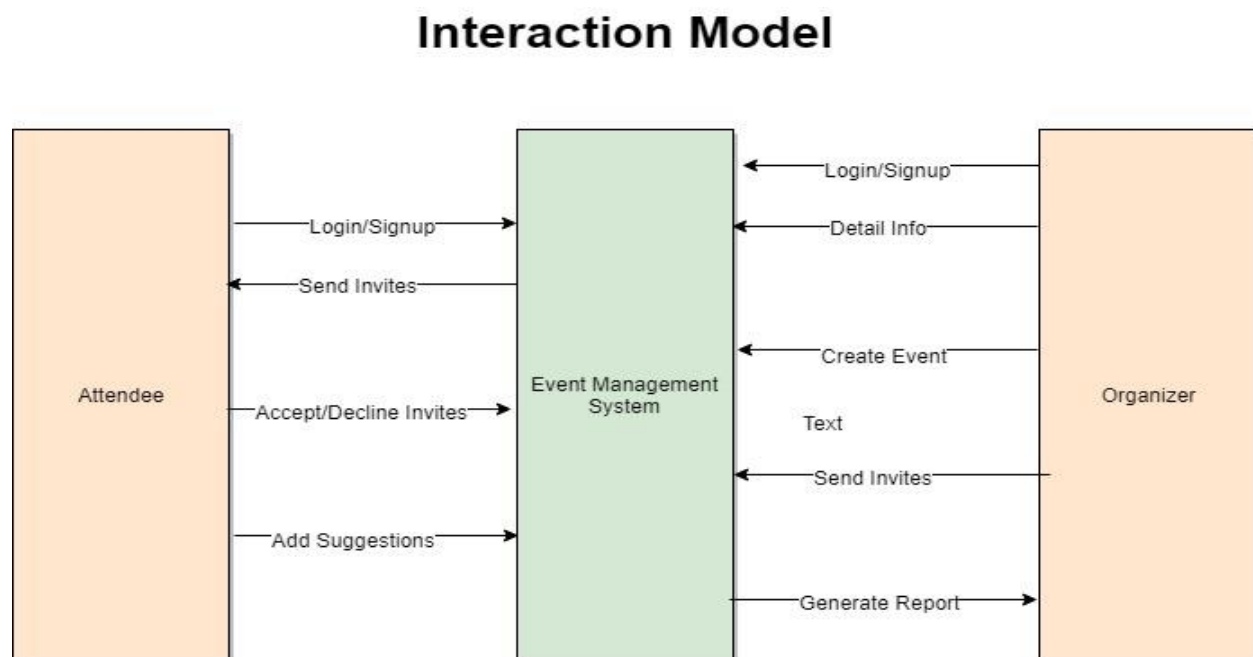 Interaction Model
Login/Signup
Login/Signup
Detail Info
Send Invites
Create Event
Attendee
Event Management
System
Organizer
Accept/Decline Invites
Text
Send Invites
Add Suggestions
Generate Report